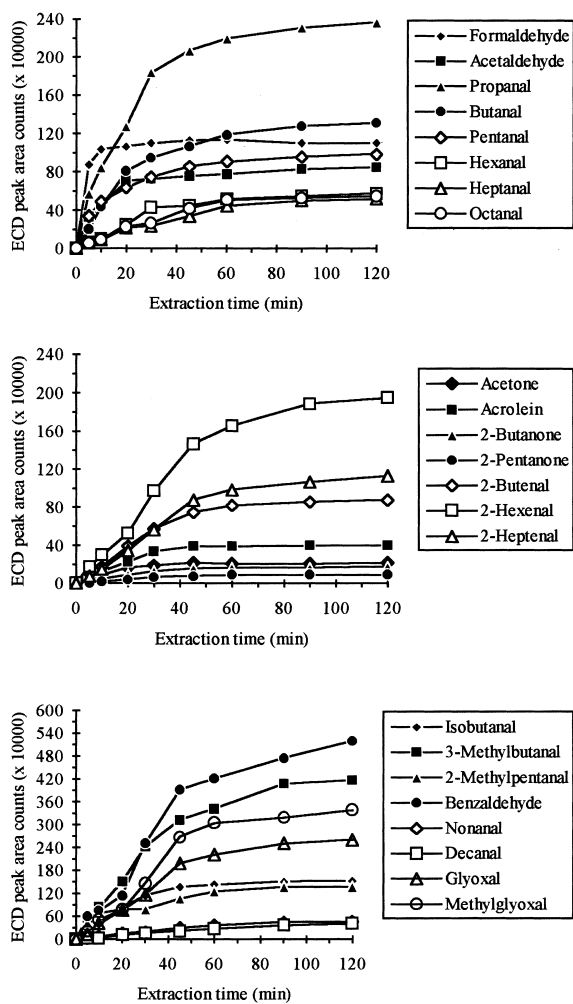 ECD peak area counts (x 10000)
240
200
160
120
80
40
0
0 20 40 60 80 100 120
Extraction time (min)
Formaldehyde
Acetaldehyde
Propanal
Butanal
Pentanal
Hexanal
Heptanal
Octanal
ECD peak area counts (x 10000)
240
200
160
120
80
40
0
0 20 40 60 80 100 120
Extraction time (min)
Acetone
Acrolein
2-Butanone
2-Pentanone
2-Butenal
2-Hexenal
2-Heptenal
ECD peak area counts (x 10000)
600
540
480
420
360
300
240
180
120
60
0
0 20 40 60 80 100 120
Extraction time (min)
Isobutanal
3-Methylbutanal
2-Methylpentanal
Benzaldehyde
Nonanal
Decanal
Glyoxal
Methylglyoxal